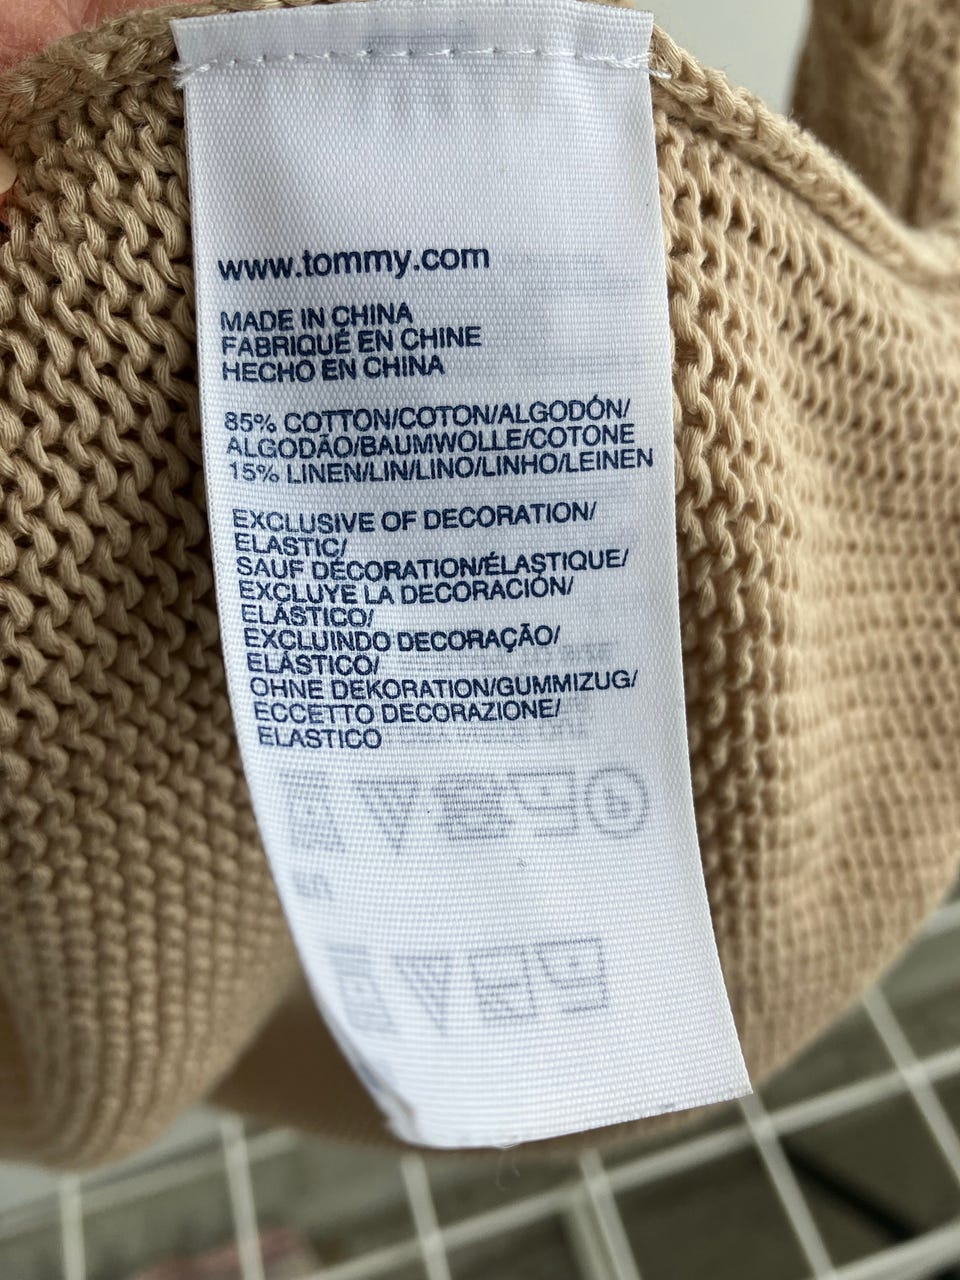 www.tommy.com
MADE IN CHINA
FABRIQUÉ EN CHINE
HECHO EN CHINA
85% COTTON/COTON/ALGODÓN/
ALGODÃO/BAUMWOLLE/COTONE
15% LINEN/LIN/LINO/LINHO/LEINEN
EXCLUSIVE OF DECORATION/
ELASTIC/
SAUF DÉCORATION/ÉLASTIQUE/
EXCLUYE LA DECORACIÓN/
ELÁSTICO/
EXCLUINDO DECORAÇÃO/
ELÁSTICO/
OHNE DEKORATION/GUMMIZUG/
ECCETTO DECORAZIONE/
ELASTICO